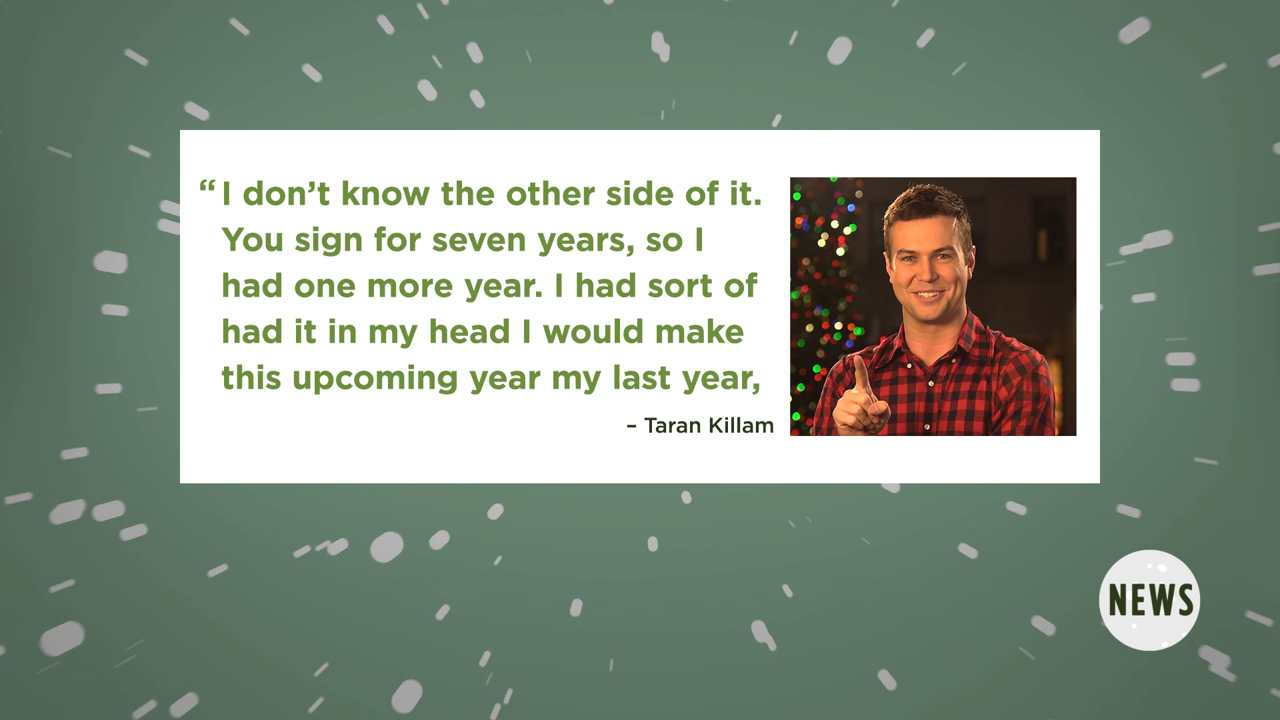 “I don’t know the other side of it.
You sign for seven years, so I
had one more year. I had sort of
had it in my head I would make
this upcoming year my last year,
– Taran Killam
NEWS